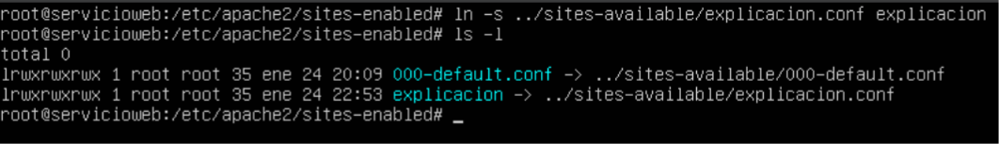 root@servicioweb:/etc/apache2/sites-enabled# ln -s ../sites-available/explicacion.conf explicacion
root@servicioweb:/etc/apache2/sites-enabled# ls -l
total 0
lrwxrwxrwx 1 root root 35 ene 24 20:09 000-default.conf -> ../sites-available/000-default.conf
lrwxrwxrwx 1 root root 35 ene 24 22:53 explicacion -> ../sites-available/explicacion.conf
root@servicioweb:/etc/apache2/sites-enabled# _